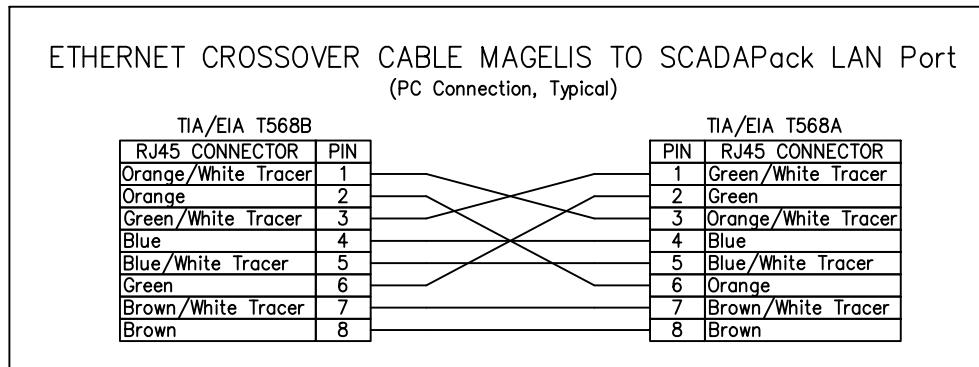 ETHERNET CROSSOVER CABLE MAGELIS TO SCADAPack LAN Port
(PC Connection, Typical)
TIA/EIA T568B
RJ45 CONNECTOR PIN
Orange/White Tracer 1
Orange 2
Green/White Tracer 3
Blue 4
Blue/White Tracer 5
Green 6
Brown/White Tracer 7
Brown 8
TIA/EIA T568A
PIN RJ45 CONNECTOR
1 Green/White Tracer
2 Green
3 Orange/White Tracer
4 Blue
5 Blue/White Tracer
6 Orange
7 Brown/White Tracer
8 Brown